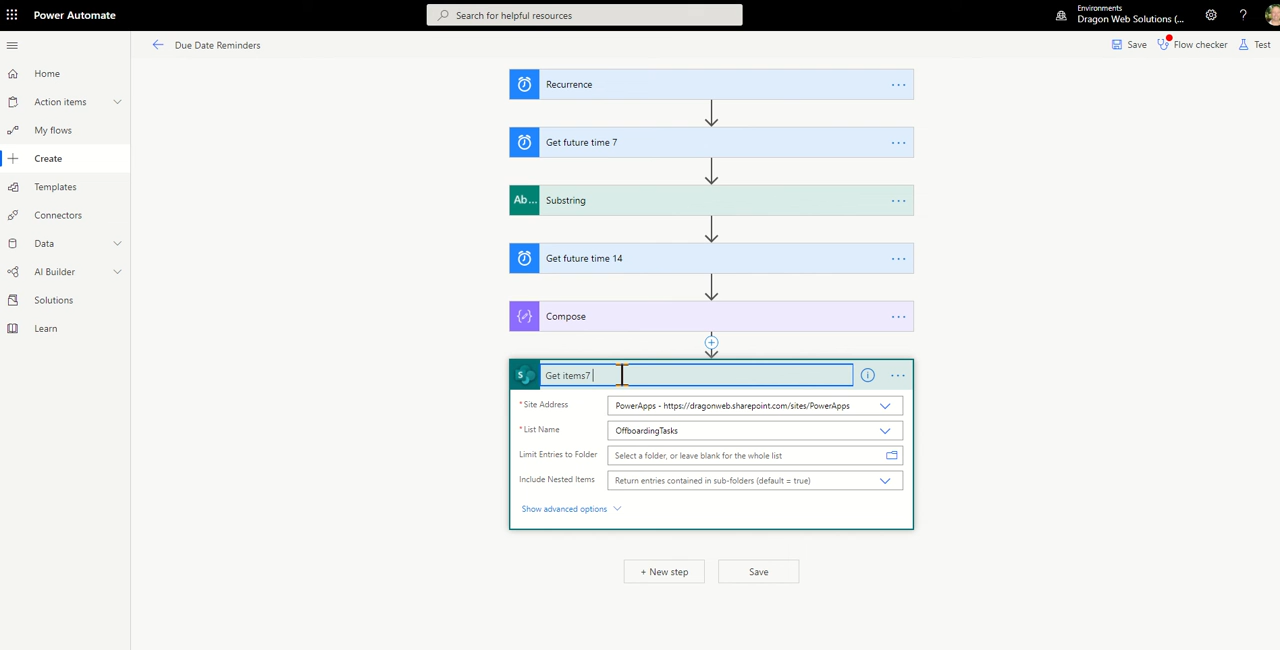 Power Automate
Search for helpful resources
Environments
Dragon Web Solutions (...
?
Due Date Reminders
Save
Flow checker
Test
Home
Action items
My flows
Create
Templates
Connectors
Data
AI Builder
Solutions
Learn
Recurrence
...
Get future time 7
...
Ab...
Substring
...
Get future time 14
...
Compose
...
S
Get items7
...
* Site Address
PowerApps - https://dragonweb.sharepoint.com/sites/PowerApps
* List Name
OffboardingTasks
Limit Entries to Folder
Select a folder, or leave blank for the whole list
Include Nested Items
Return entries contained in sub-folders (default = true)
Show advanced options
+ New step
Save